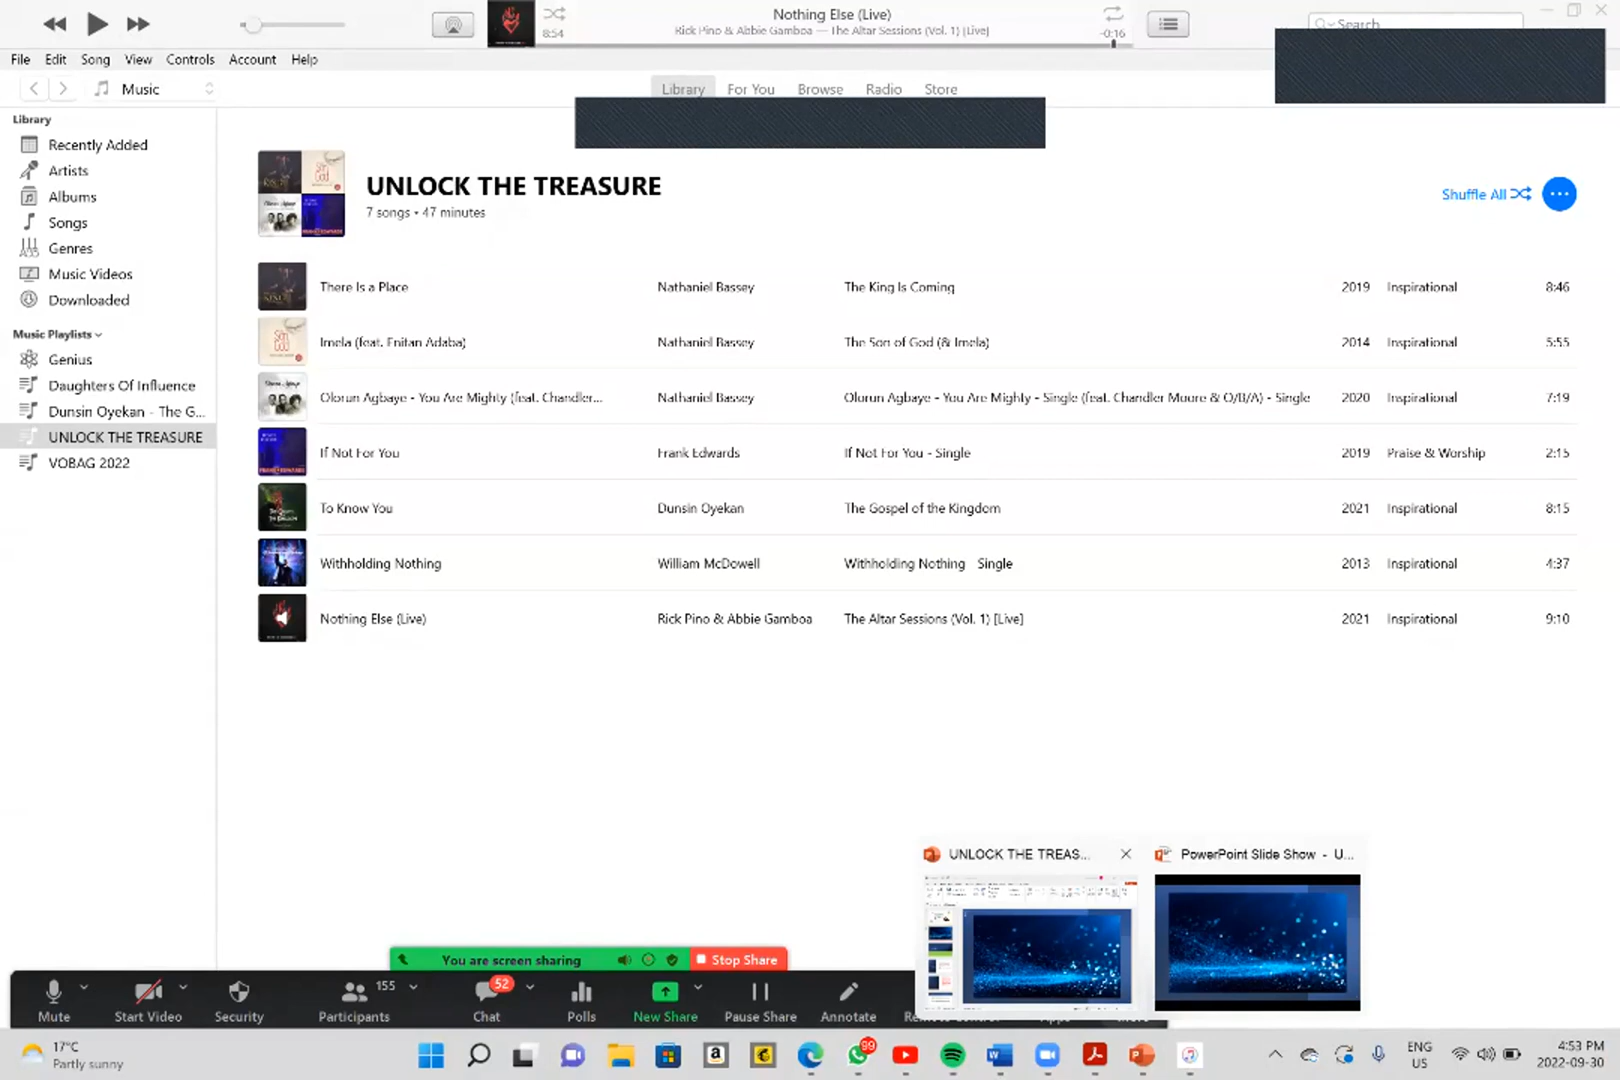 Nothing Else (Live)
8:54
Rick Pino & Abbie Gamboa — The Altar Sessions (Vol. 1) [Live]
-0:16
Search
File Edit Song View Controls Account Help
Music
Library For You Browse Radio Store
Library
Recently Added
Artists
Albums
Songs
Genres
Music Videos
Downloaded
Music Playlists
Genius
Daughters Of Influence
Dunsin Oyekan - The G...
UNLOCK THE TREASURE
VOBAG 2022
UNLOCK THE TREASURE
7 songs • 47 minutes
Shuffle All
There Is a Place Nathaniel Bassey The King Is Coming 2019 Inspirational 8:46
Imela (feat. Enitan Adaba) Nathaniel Bassey The Son of God (& Imela) 2014 Inspirational 5:55
Olorun Agbaye - You Are Mighty (feat. Chandler... Nathaniel Bassey Olorun Agbaye - You Are Mighty - Single (feat. Chandler Moore & O/B/A) - Single 2020 Inspirational 7:19
If Not For You Frank Edwards If Not For You - Single 2019 Praise & Worship 2:15
To Know You Dunsin Oyekan The Gospel of the Kingdom 2021 Inspirational 8:15
Withholding Nothing William McDowell Withholding Nothing Single 2013 Inspirational 4:37
Nothing Else (Live) Rick Pino & Abbie Gamboa The Altar Sessions (Vol. 1) [Live] 2021 Inspirational 9:10
UNLOCK THE TREAS... PowerPoint Slide Show - U...
You are screen sharing Stop Share
155 52
Mute Start Video Security Participants Chat Polls New Share Pause Share Annotate
17°C
Partly sunny
99
ENG
US
4:53 PM
2022-09-30